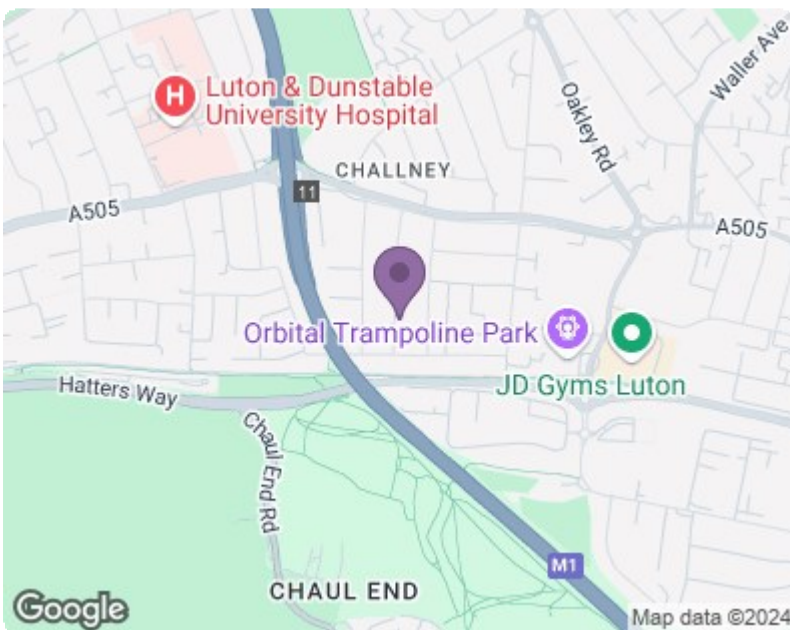 Waller Ave
H
Luton & Dunstable
University Hospital
Oakley Rd
CHALLNEY
11
A505
A505
Orbital Trampoline Park
JD Gyms Luton
Hatters Way
Chaul End Rd
M1
CHAUL END
Google
Map data ©2024